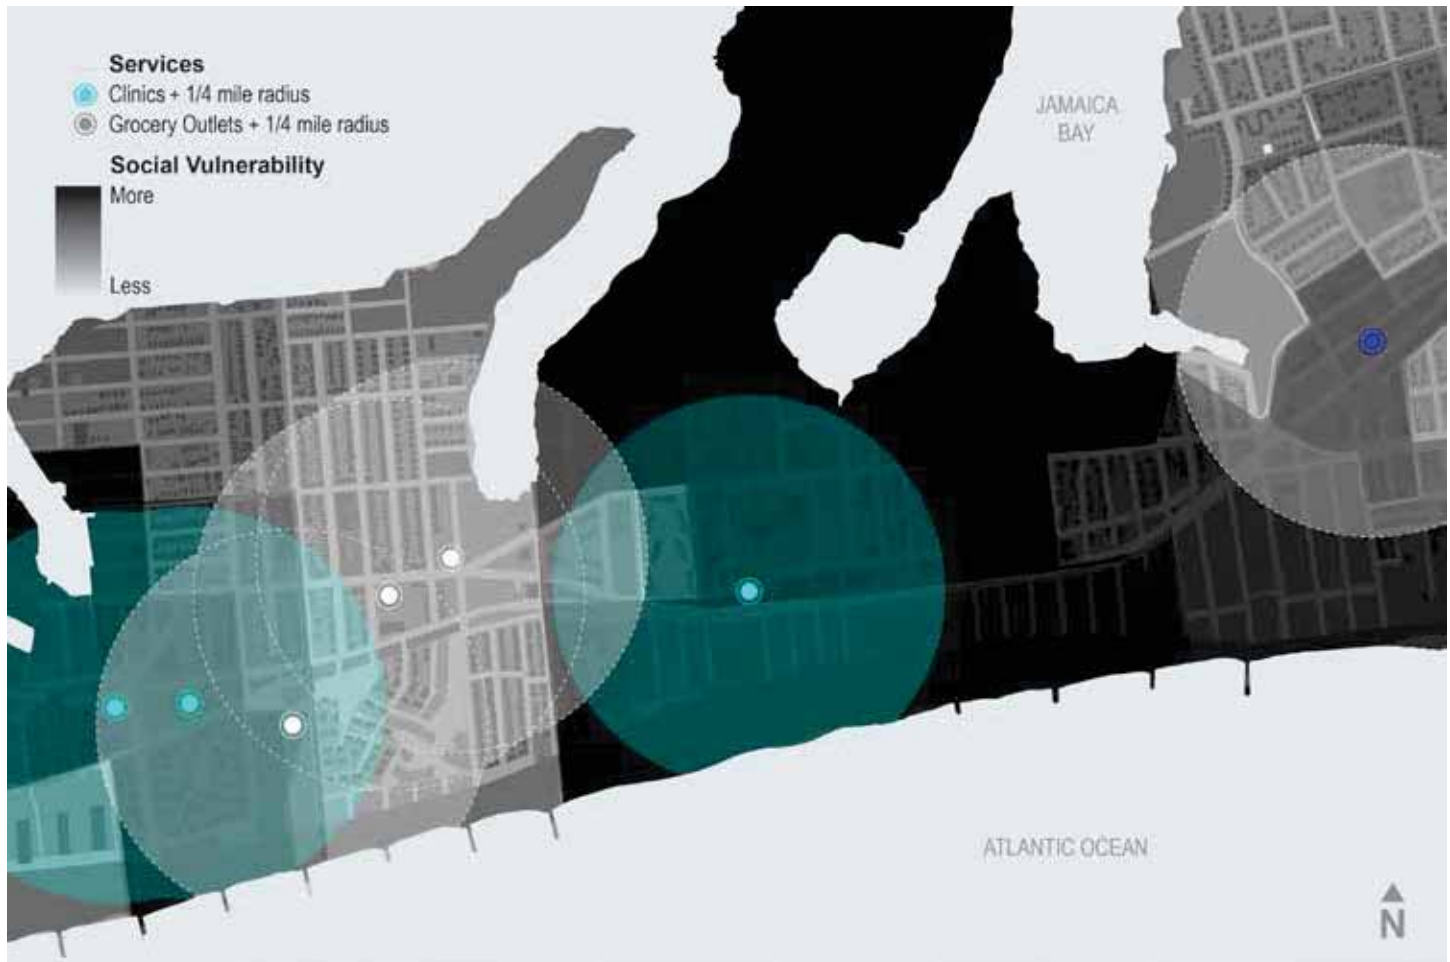 Services
Clinics + 1/4 mile radius
Grocery Outlets + 1/4 mile radius
Social Vulnerability
More
Less
JAMAICA
BAY
ATLANTIC OCEAN
N